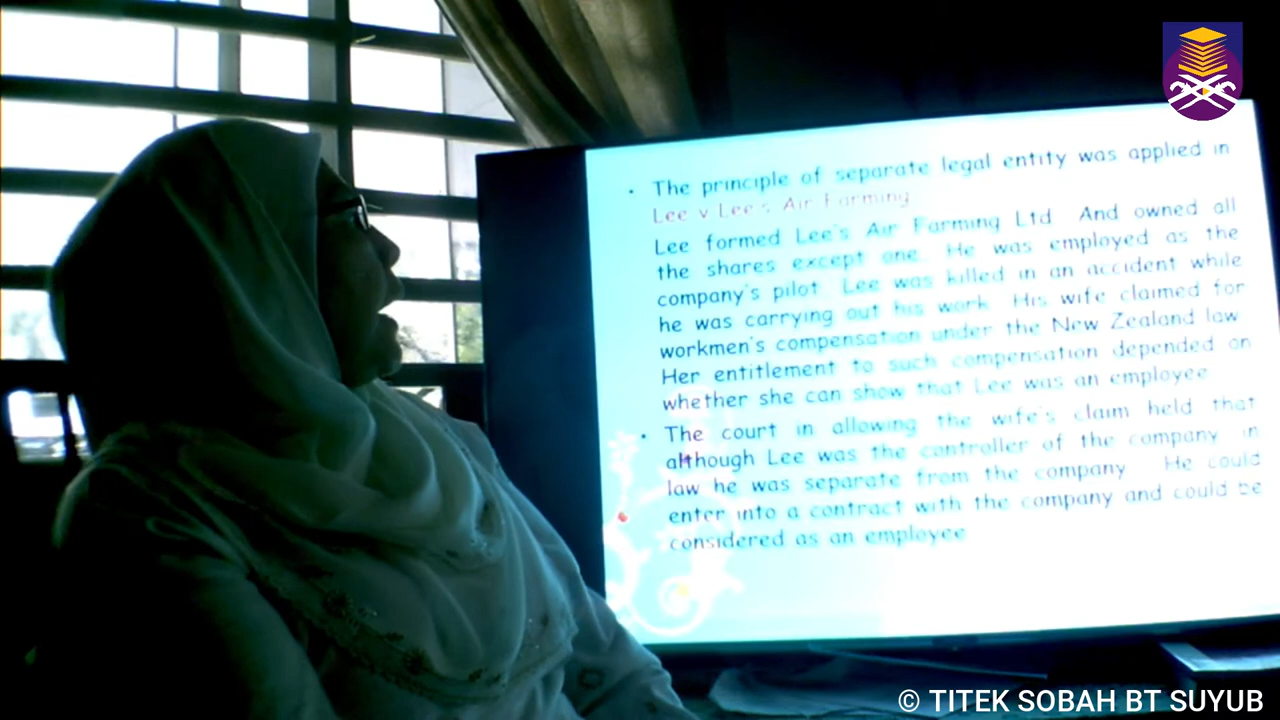 • The principle of separate legal entity was applied in
Lee v Lee's Air Farming
Lee formed Lee's Air Farming Ltd And owned all
the shares except one. He was employed as the
company's pilot. Lee was killed in an accident while
he was carrying out his work. His wife claimed for
workmen's compensation under the New Zealand law
Her entitlement to such compensation depended on
whether she can show that Lee was an employee
• The court in allowing the wife's claim held that
although Lee was the controller of the company in
law he was separate from the company. He could
enter into a contract with the company and could be
considered as an employee
© TITEK SOBAH BT SUYUB